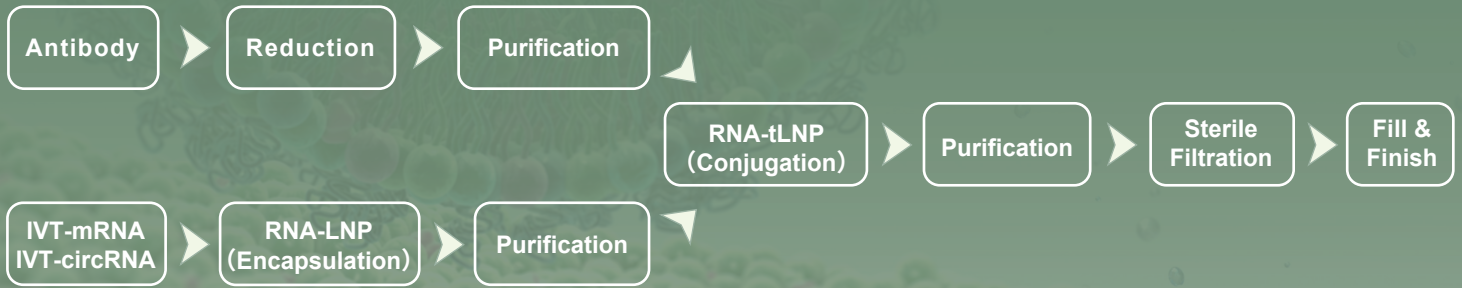 Antibody
Reduction
Purification
RNA-tLNP
（Conjugation）
Purification
Sterile
Filtration
Fill &
Finish
IVT-mRNA
IVT-circRNA
RNA-LNP
（Encapsulation）
Purification